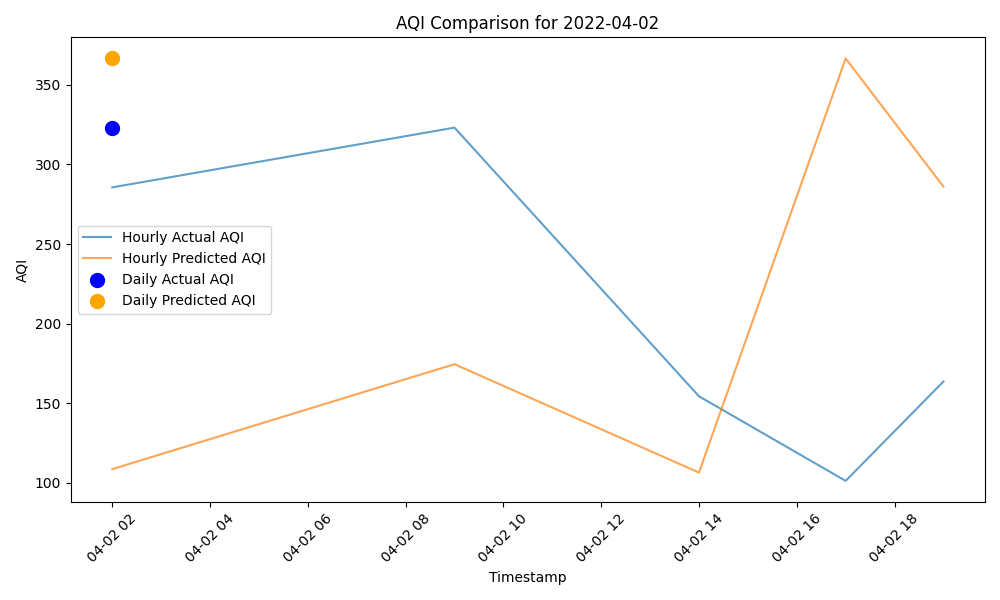 AQI Comparison for 2022-04-02
350
300
250
200
150
100
AQI
Hourly Actual AQI
Hourly Predicted AQI
Daily Actual AQI
Daily Predicted AQI
04-02 02
04-02 04
04-02 06
04-02 08
04-02 10
04-02 12
04-02 14
04-02 16
04-02 18
Timestamp